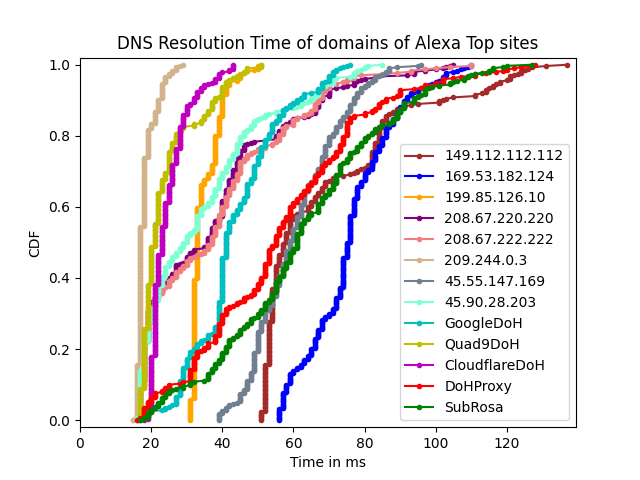 DNS Resolution Time of domains of Alexa Top sites
1.0
0.8
0.6
0.4
0.2
0.0
CDF
0
20
40
60
80
100
120
Time in ms
149.112.112.112
169.53.182.124
199.85.126.10
208.67.220.220
208.67.222.222
209.244.0.3
45.55.147.169
45.90.28.203
GoogleDoH
Quad9DoH
CloudflareDoH
DoHProxy
SubRosa